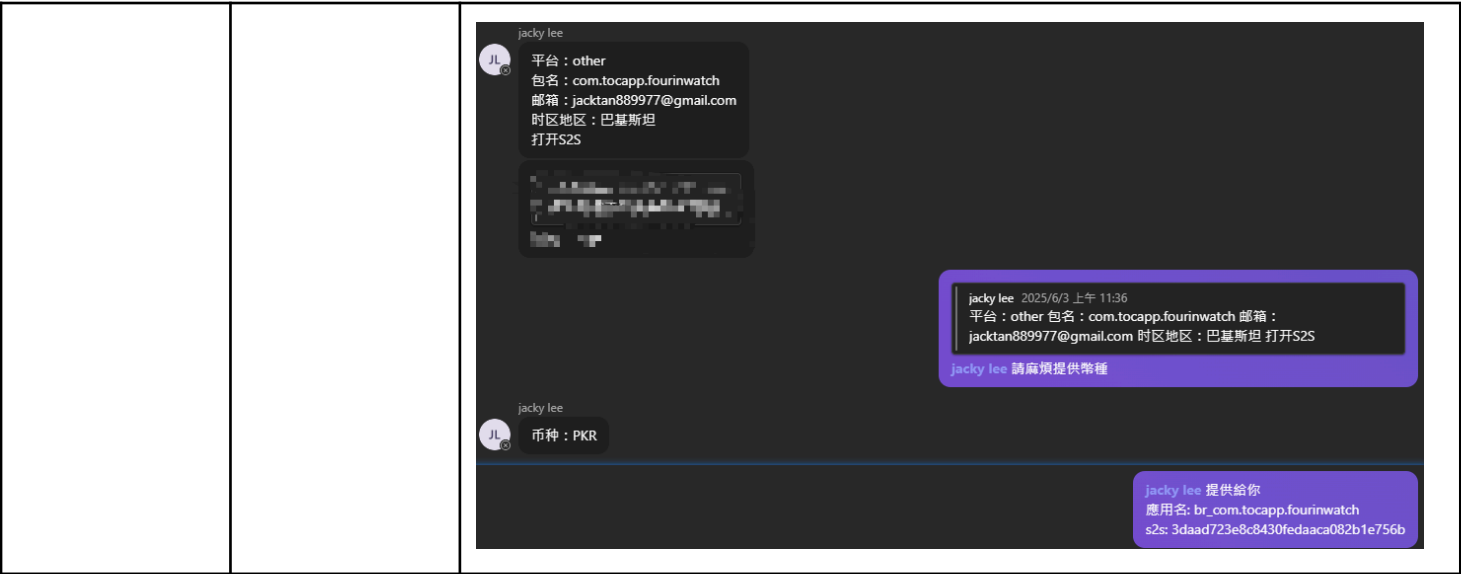 jacky lee
JL
平台：other
包名：com.tocapp.fourinwatch
邮箱：jacktan889977@gmail.com
时区地区：巴基斯坦
打开S2S
jacky lee 2025/6/3 上午 11:36
平台：other 包名：com.tocapp.fourinwatch 邮箱：
jacktan889977@gmail.com 时区地区：巴基斯坦 打开S2S
jacky lee 請麻煩提供幣種
jacky lee
JL
币种：PKR
jacky lee 提供給你
應用名: br_com.tocapp.fourinwatch
s2s: 3daad723e8c8430fedaaca082b1e756b